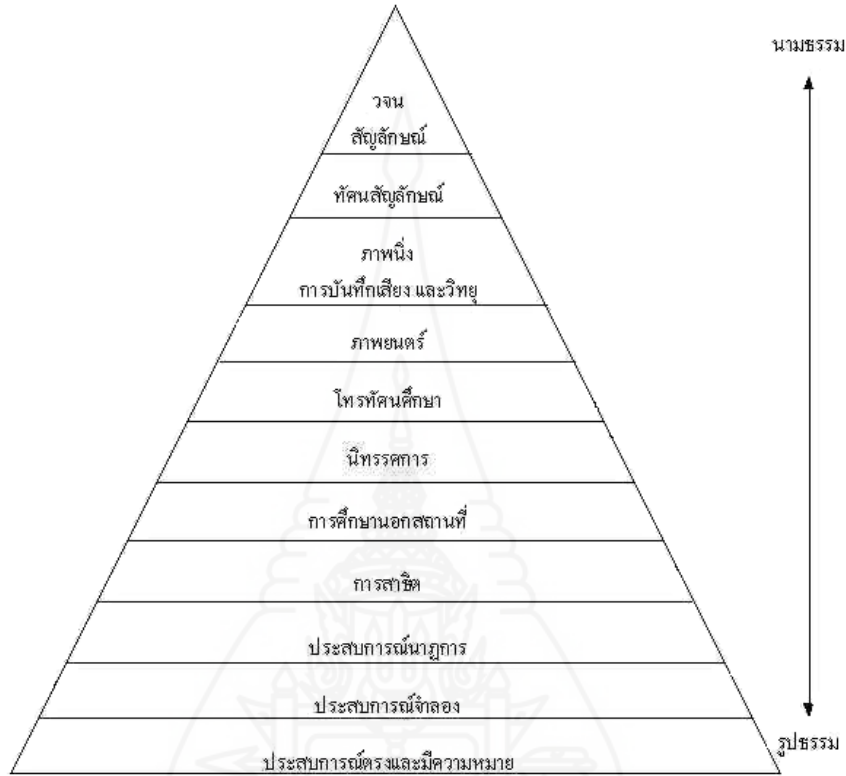 นามธรรม
วจน
สัญลักษณ์
ทัศนสัญลักษณ์
ภาพนิ่ง
การบันทึกเสียง และวิทยุ
ภาพยนตร์
โทรทัศนศึกษา
นิทรรศการ
การศึกษานอกสถานที่
การสาธิต
ประสบการณ์นาฏการ
ประสบการณ์จำลอง
รูปธรรม
ประสบการณ์ตรงและมีความหมาย